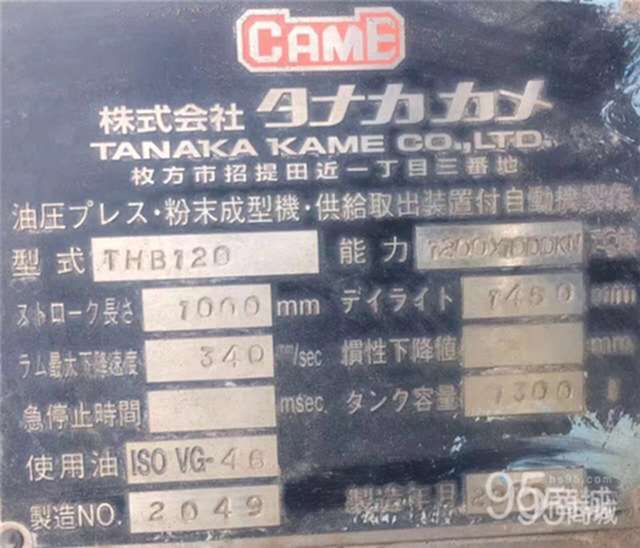 CAME
株式会社 タナカカメ
TANAKA KAME CO.,LTD.
枚方市招提田近一丁目三番地
油圧プレス・粉末成型機・供給取出装置付自動機製作
型式 THB120 能力 1200X1000KN
ストローク長さ 1000 mm デイライト 1450 mm
ラム最大下降速度 340 mm/sec 慣性下降値 mm
急停止時間 msec タンク容量 1300 l
使用油 ISO VG-46
製造NO. 2049 製造年月
hs95.com
95商城